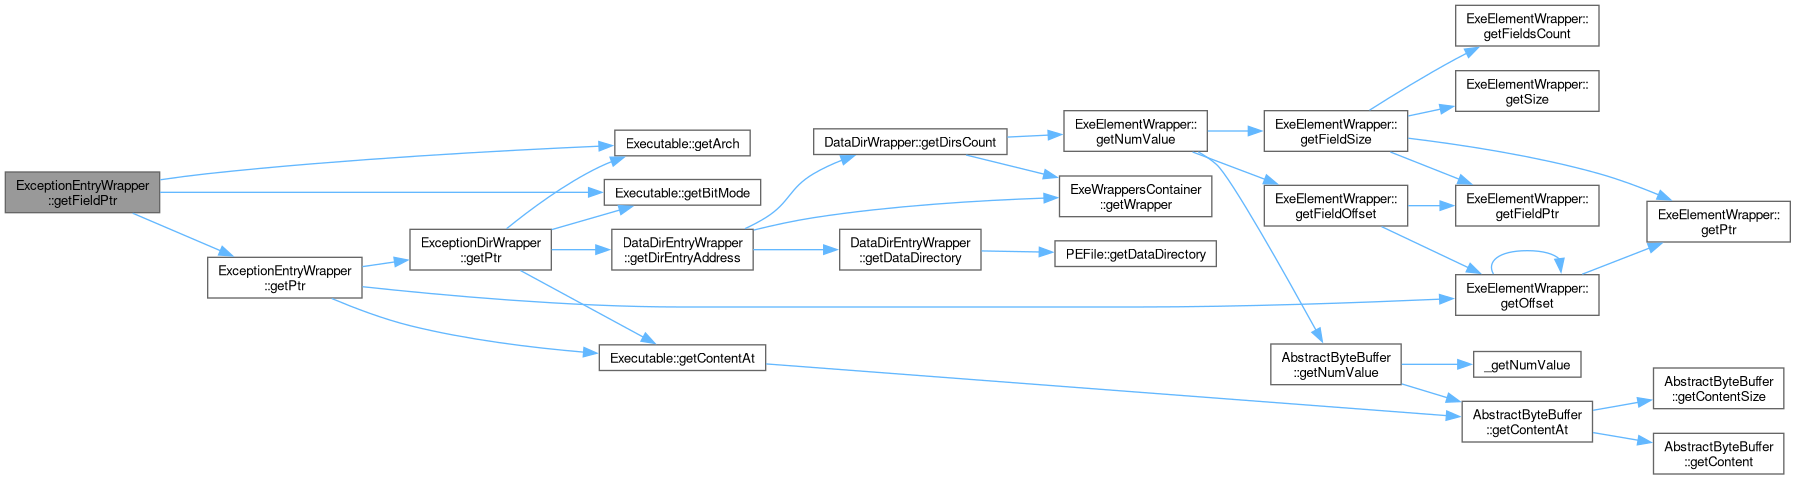 ExceptionEntryWrapper
::getFieldPtr
ExceptionEntryWrapper
::getPtr
Executable::getArch
Executable::getBitMode
ExceptionDirWrapper
::getPtr
DataDirEntryWrapper
::getDirEntryAddress
Executable::getContentAt
DataDirWrapper::getDirsCount
DataDirEntryWrapper
::getDataDirectory
ExeElementWrapper::
getNumValue
ExeWrappersContainer
::getWrapper
PEFile::getDataDirectory
ExeElementWrapper::
getFieldSize
ExeElementWrapper::
getFieldOffset
AbstractByteBuffer
::getNumValue
ExeElementWrapper::
getFieldsCount
ExeElementWrapper::
getSize
ExeElementWrapper::
getFieldPtr
ExeElementWrapper::
getOffset
_getNumValue
AbstractByteBuffer
::getContentAt
ExeElementWrapper::
getPtr
AbstractByteBuffer
::getContentSize
AbstractByteBuffer
::getContent